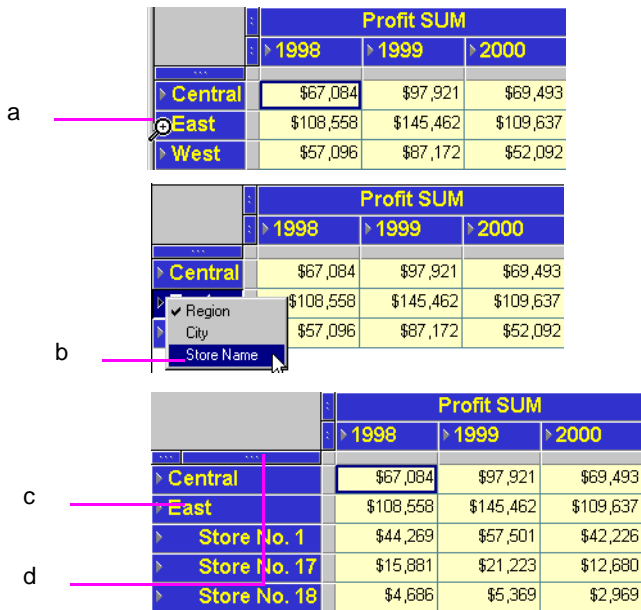 Profit SUM
1998 1999 2000
Central $67,084 $97,921 $69,493
a
East $108,558 $145,462 $109,637
West $57,096 $87,172 $52,092
Profit SUM
1998 1999 2000
Central $67,084 $97,921 $69,493
$108,558 $145,462 $109,637
Region
City $57,096 $87,172 $52,092
b
Store Name
Profit SUM
1998 1999 2000
Central $67,084 $97,921 $69,493
c
East $108,558 $145,462 $109,637
Store No. 1 $44,269 $57,501 $42,226
Store No. 17 $15,881 $21,223 $12,680
d
Store No. 18 $4,686 $5,369 $2,969